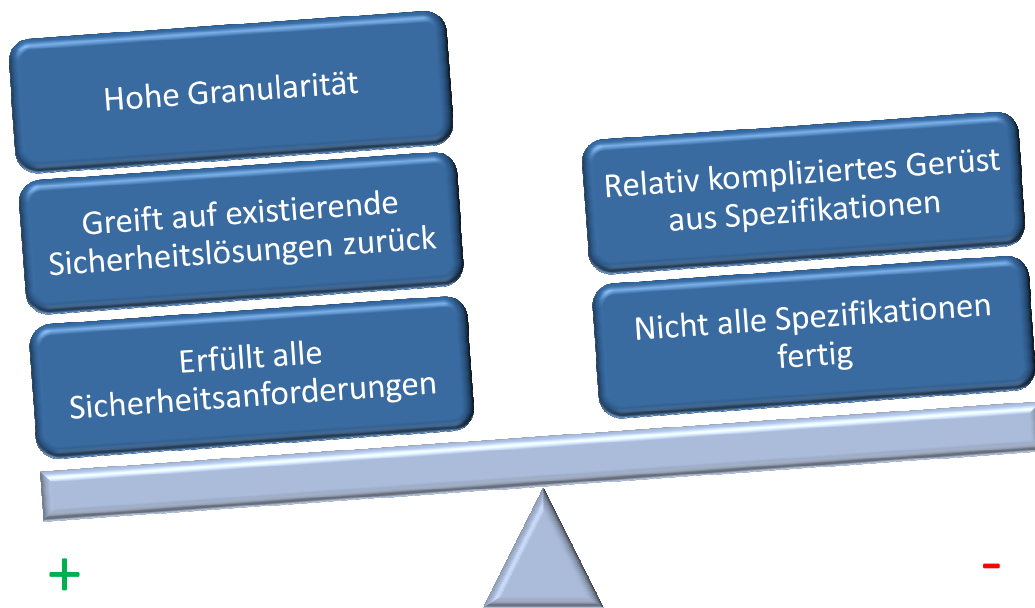 Hohe Granularität
Greift auf existierende
Sicherheitslösungen zurück
Erfüllt alle
Sicherheitsanforderungen
Relativ kompliziertes Gerüst
aus Spezifikationen
Nicht alle Spezifikationen
fertig
+
-